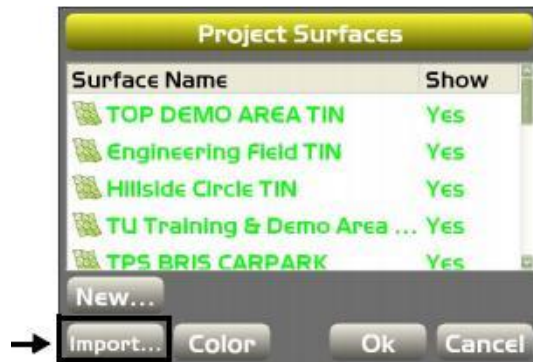 Project Surfaces
Surface Name Show
TOP DEMO AREA TIN Yes
Engineering Field TIN Yes
Hillside Circle TIN Yes
TU Training & Demo Area ... Yes
TPS BRIS CARPARK Yes
New...
Import... Color Ok Cancel